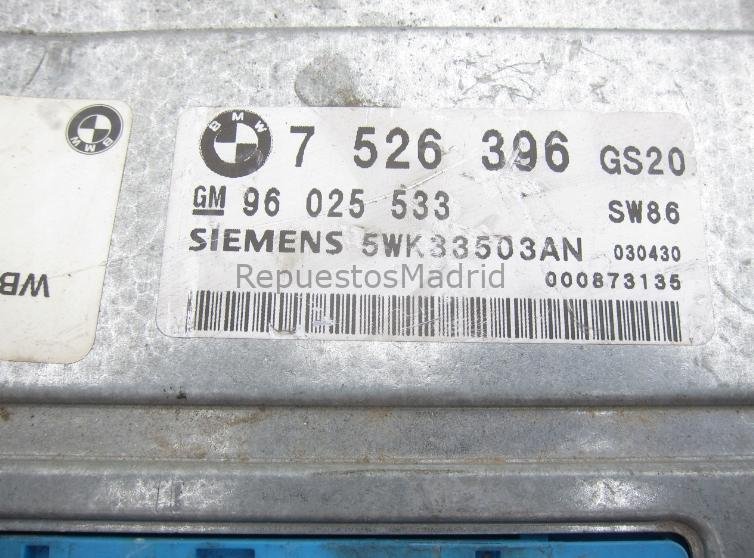 BMW
BMW 7 526 396 GS20
GM 96 025 533 SW86
SIEMENS 5WK33503AN 030430
RepuestosMadrid
000873135
WB